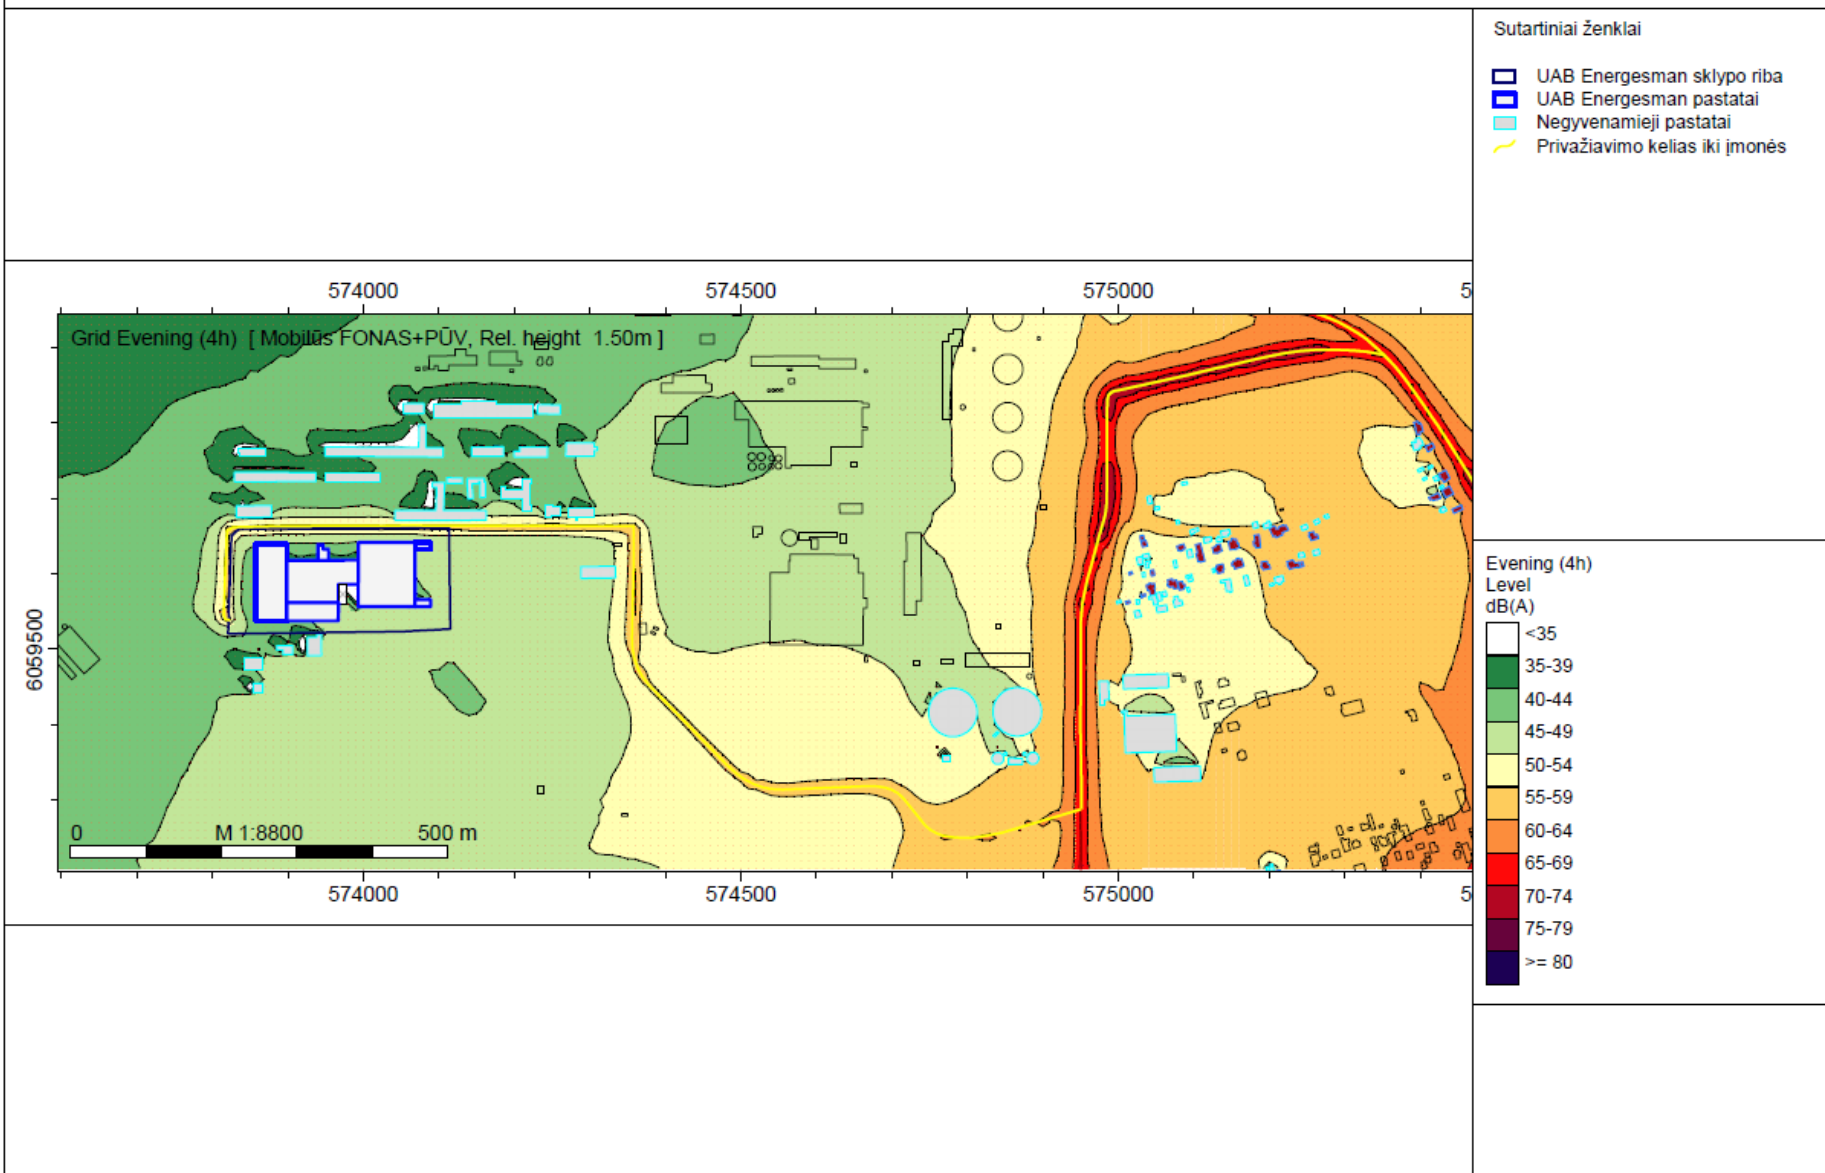 Sutartiniai ženklai
UAB Energesman sklypo riba
UAB Energesman pastatai
Negyvenamieji pastatai
Privažiavimo kelias iki įmonės
574000 574500 575000 5
Grid Evening (4h) [ Mobilūs FONAS+PŪV, Rel. height 1.50m ]
6059500
0 M 1:8800 500 m
574000 574500 575000 5
Evening (4h)
Level
dB(A)
<35
35-39
40-44
45-49
50-54
55-59
60-64
65-69
70-74
75-79
>= 80